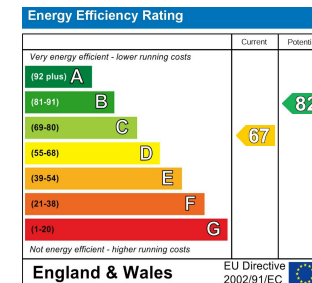 Energy Efficiency Rating
Current
Very energy efficient - lower running costs
(92 plus) A
(81-91) B
82
(69-80) C
67
(55-68) D
(39-54) E
(21-38) F
(1-20) G
Not energy efficient - higher running costs
England & Wales
EU Directive
2002/91/EC